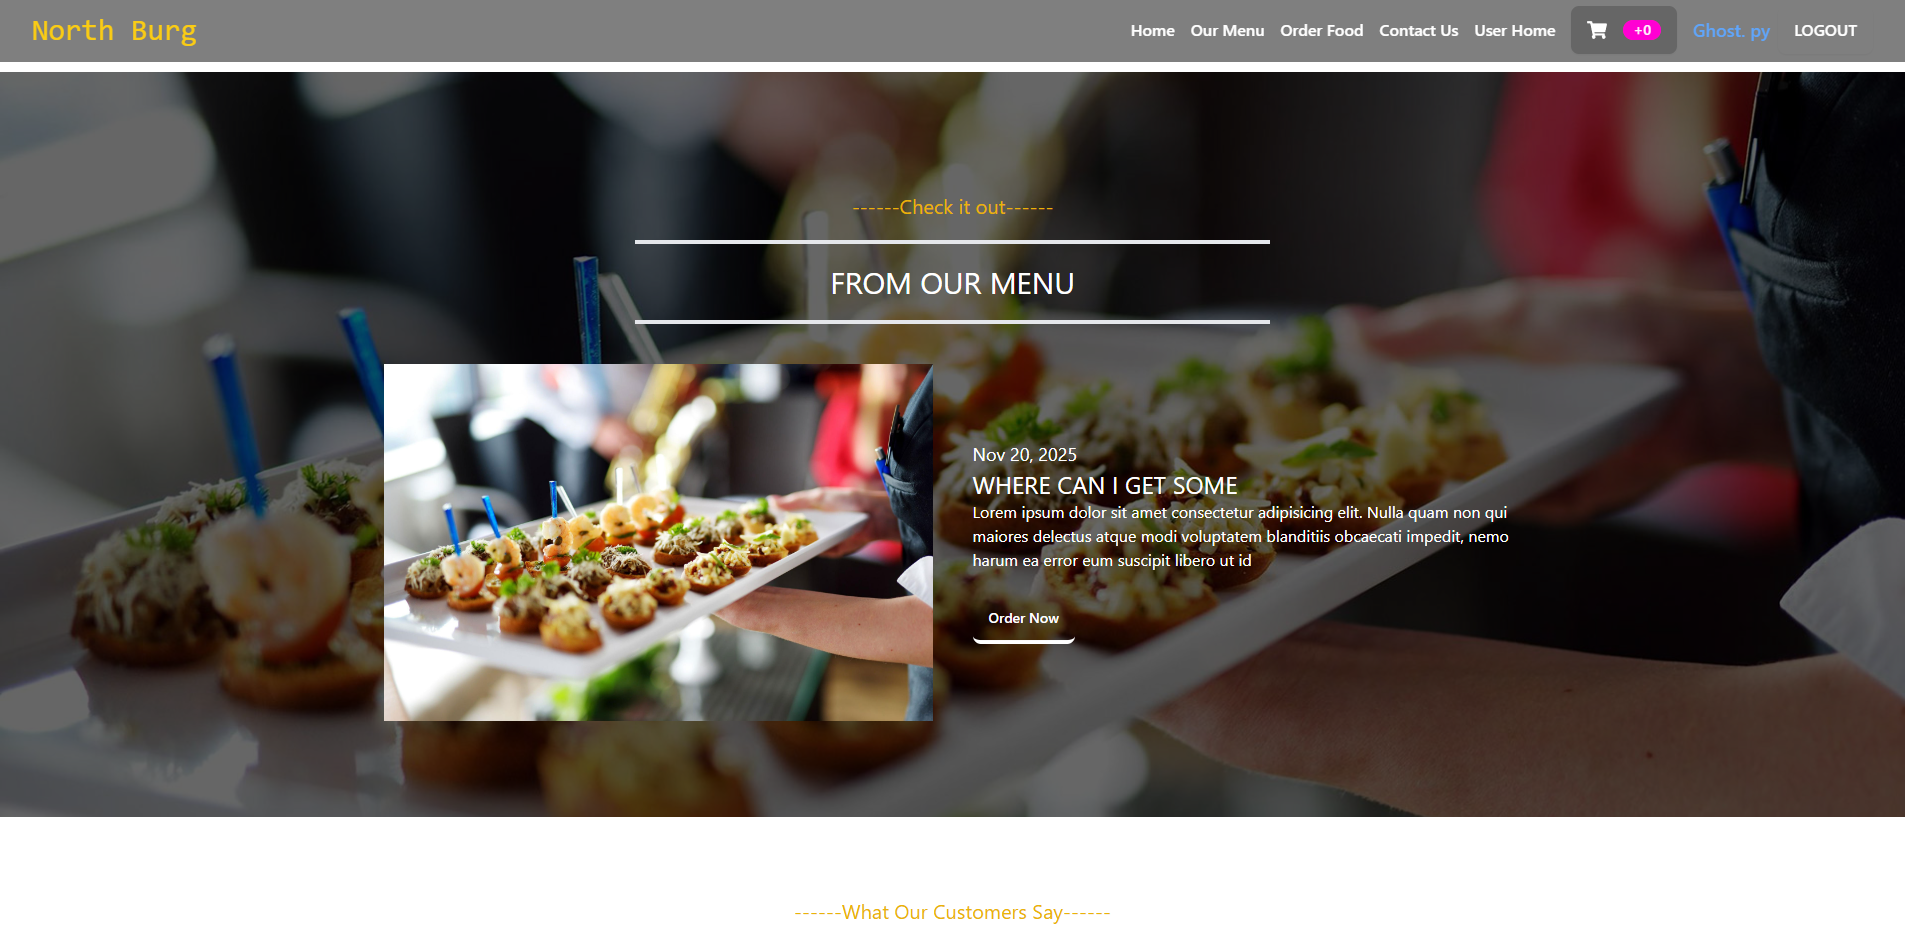 North Burg
Home Our Menu Order Food Contact Us User Home +0 Ghost. py LOGOUT
------Check it out------
FROM OUR MENU
Nov 20, 2025
WHERE CAN I GET SOME
Lorem ipsum dolor sit amet consectetur adipisicing elit. Nulla quam non qui
maiores delectus atque modi voluptatem blanditiis obcaecati impedit, nemo
harum ea error eum suscipit libero ut id
Order Now
------What Our Customers Say------